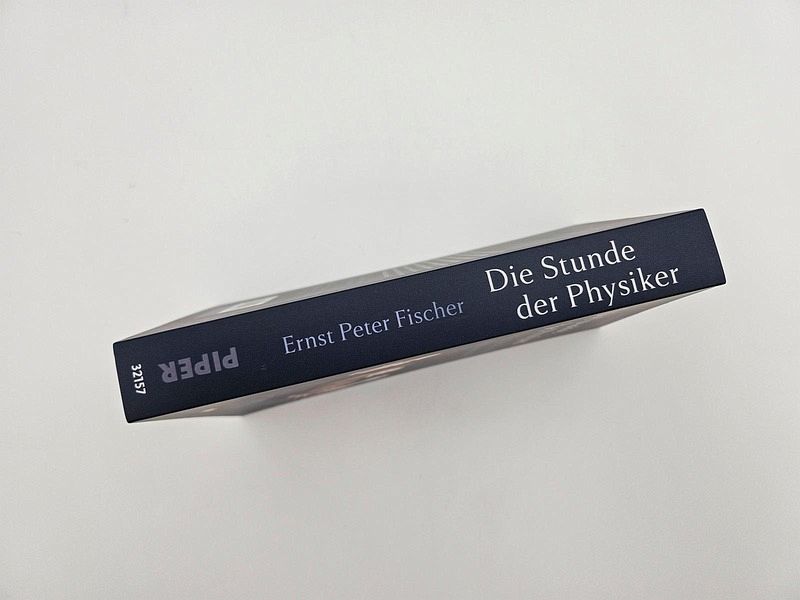 Die Stunde
der Physiker
Ernst Peter Fischer
PIPER
32157